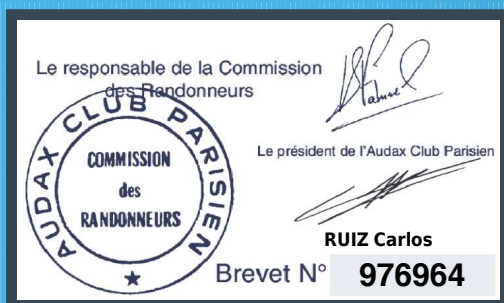 Le responsable de la Commission
des Randonneurs
AUDAX CLUB PARISIEN
COMMISSION
des
RANDONNEURS
Le président de l'Audax Club Parisien
RUIZ Carlos
Brevet N° 976964